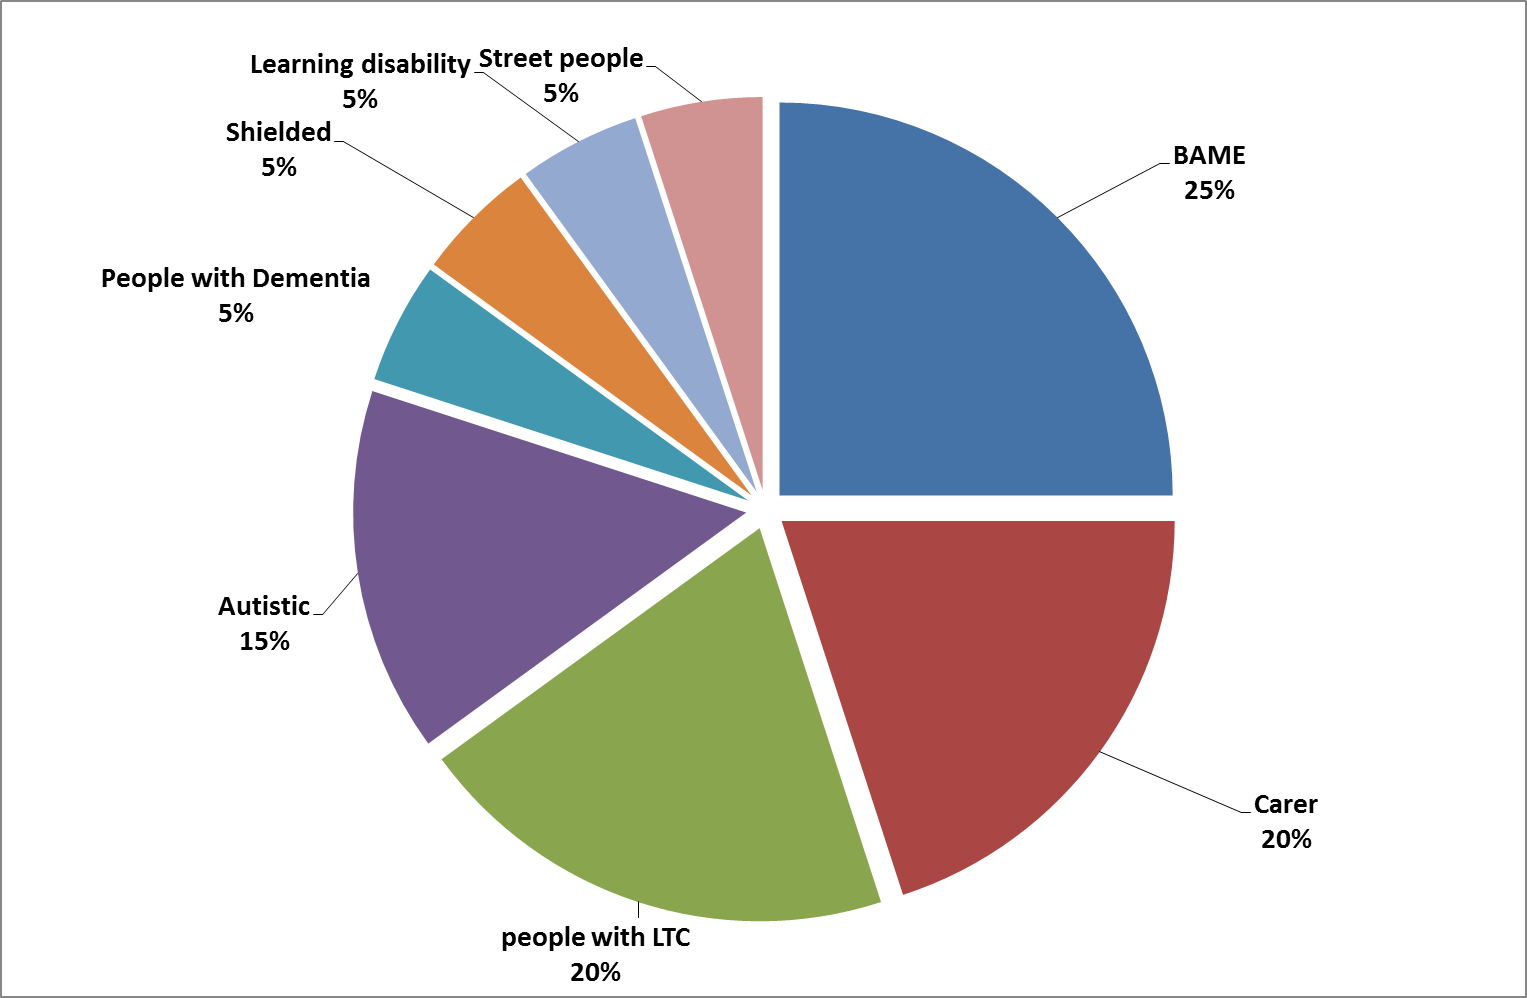 Learning disability
5%
Street people
5%
Shielded
5%
BAME
25%
People with Dementia
5%
Autistic
15%
Carer
20%
people with LTC
20%